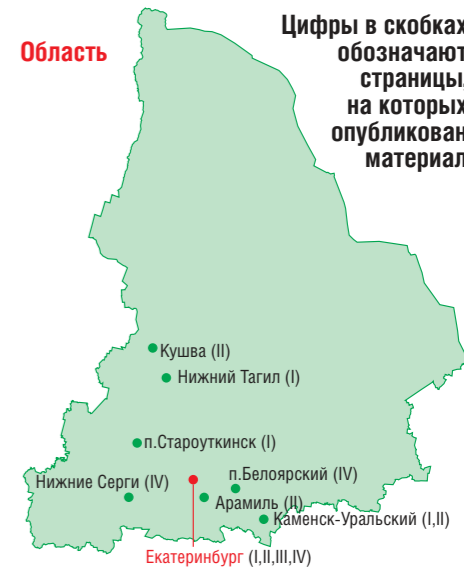 Область
Цифры в скобках
обозначают
страницы,
на которых
опубликован
материал
Кушва (II)
Нижний Тагил (I)
п.Староуткинск (I)
Нижние Серги (IV)
п.Белоярский (IV)
Арамиль (II)
Каменск-Уральский (I,II)
Екатеринбург (I,II,III,IV)